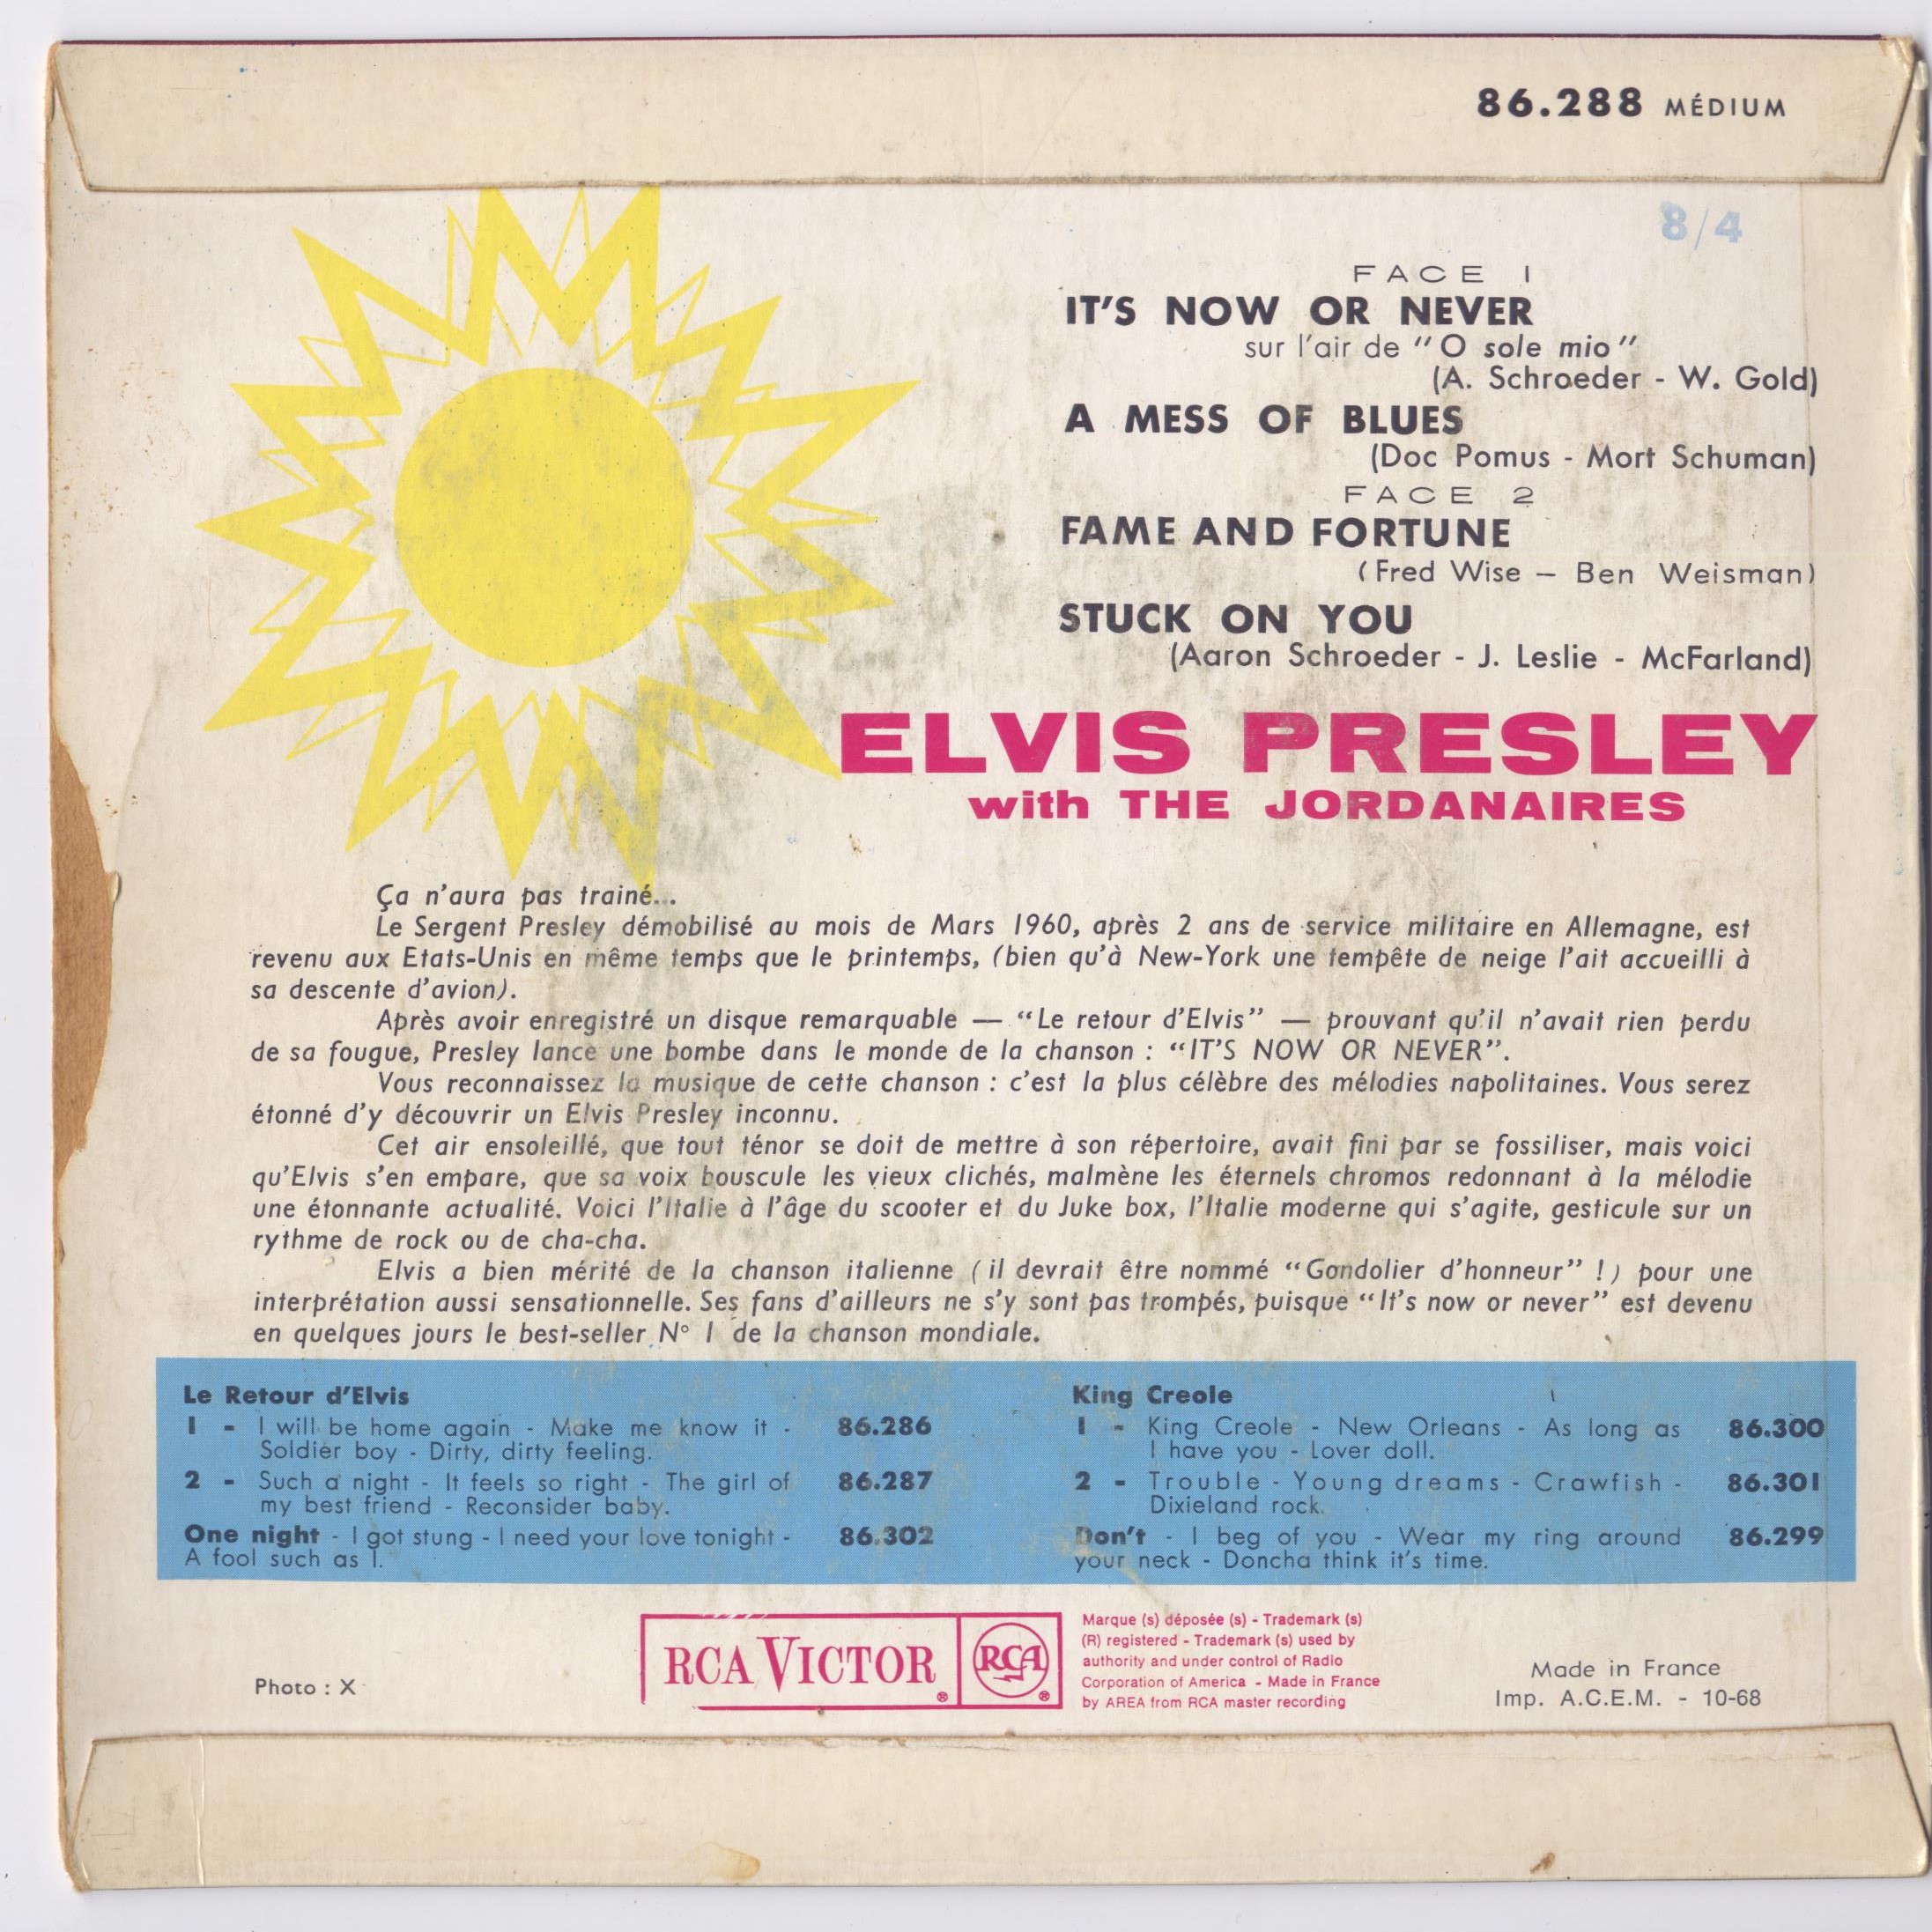 86.288 MÉDIUM
8/4
FACE 1
IT'S NOW OR NEVER
sur l'air de "O sole mio"
(A. Schroeder - W. Gold)
A MESS OF BLUES
(Doc Pomus - Mort Schuman)
FACE 2
FAME AND FORTUNE
(Fred Wise – Ben Weisman)
STUCK ON YOU
(Aaron Schroeder - J. Leslie - McFarland)
ELVIS PRESLEY
with THE JORDANAIRES
Ça n'aura pas trainé...
Le Sergent Presley démobilisé au mois de Mars 1960, après 2 ans de service militaire en Allemagne, est
revenu aux Etats-Unis en même temps que le printemps, (bien qu'à New-York une tempête de neige l'ait accueilli à
sa descente d'avion).
Après avoir enregistré un disque remarquable — "Le retour d'Elvis" — prouvant qu'il n'avait rien perdu
de sa fougue, Presley lance une bombe dans le monde de la chanson : "IT'S NOW OR NEVER".
Vous reconnaissez la musique de cette chanson : c'est la plus célèbre des mélodies napolitaines. Vous serez
étonné d'y découvrir un Elvis Presley inconnu.
Cet air ensoleillé, que tout ténor se doit de mettre à son répertoire, avait fini par se fossiliser, mais voici
qu'Elvis s'en empare, que sa voix bouscule les vieux clichés, malmène les éternels chromos redonnant à la mélodie
une étonnante actualité. Voici l'Italie à l'âge du scooter et du Juke box, l'Italie moderne qui s'agite, gesticule sur un
rythme de rock ou de cha-cha.
Elvis a bien mérité de la chanson italienne (il devrait être nommé "Gondolier d'honneur" !) pour une
interprétation aussi sensationnelle. Ses fans d'ailleurs ne s'y sont pas trompés, puisque "It's now or never" est devenu
en quelques jours le best-seller N° 1 de la chanson mondiale.
Le Retour d'Elvis
1 - I will be home again - Make me know it - 86.286
Soldier boy - Dirty, dirty feeling.
2 - Such a night - It feels so right - The girl of 86.287
my best friend - Reconsider baby.
One night - I got stung - I need your love tonight - 86.302
A fool such as I.
King Creole
1 - King Creole - New Orleans - As long as 86.300
I have you - Lover doll.
2 - Trouble - Young dreams - Crawfish - 86.301
Dixieland rock.
Don't - I beg of you - Wear my ring around 86.299
your neck - Doncha think it's time.
Photo : X
RCA VICTOR ®
RCA ®
Marque (s) déposée (s) - Trademark (s)
(R) registered - Trademark (s) used by
authority and under control of Radio
Corporation of America - Made in France
by AREA from RCA master recording
Made in France
Imp. A.C.E.M. - 10-68